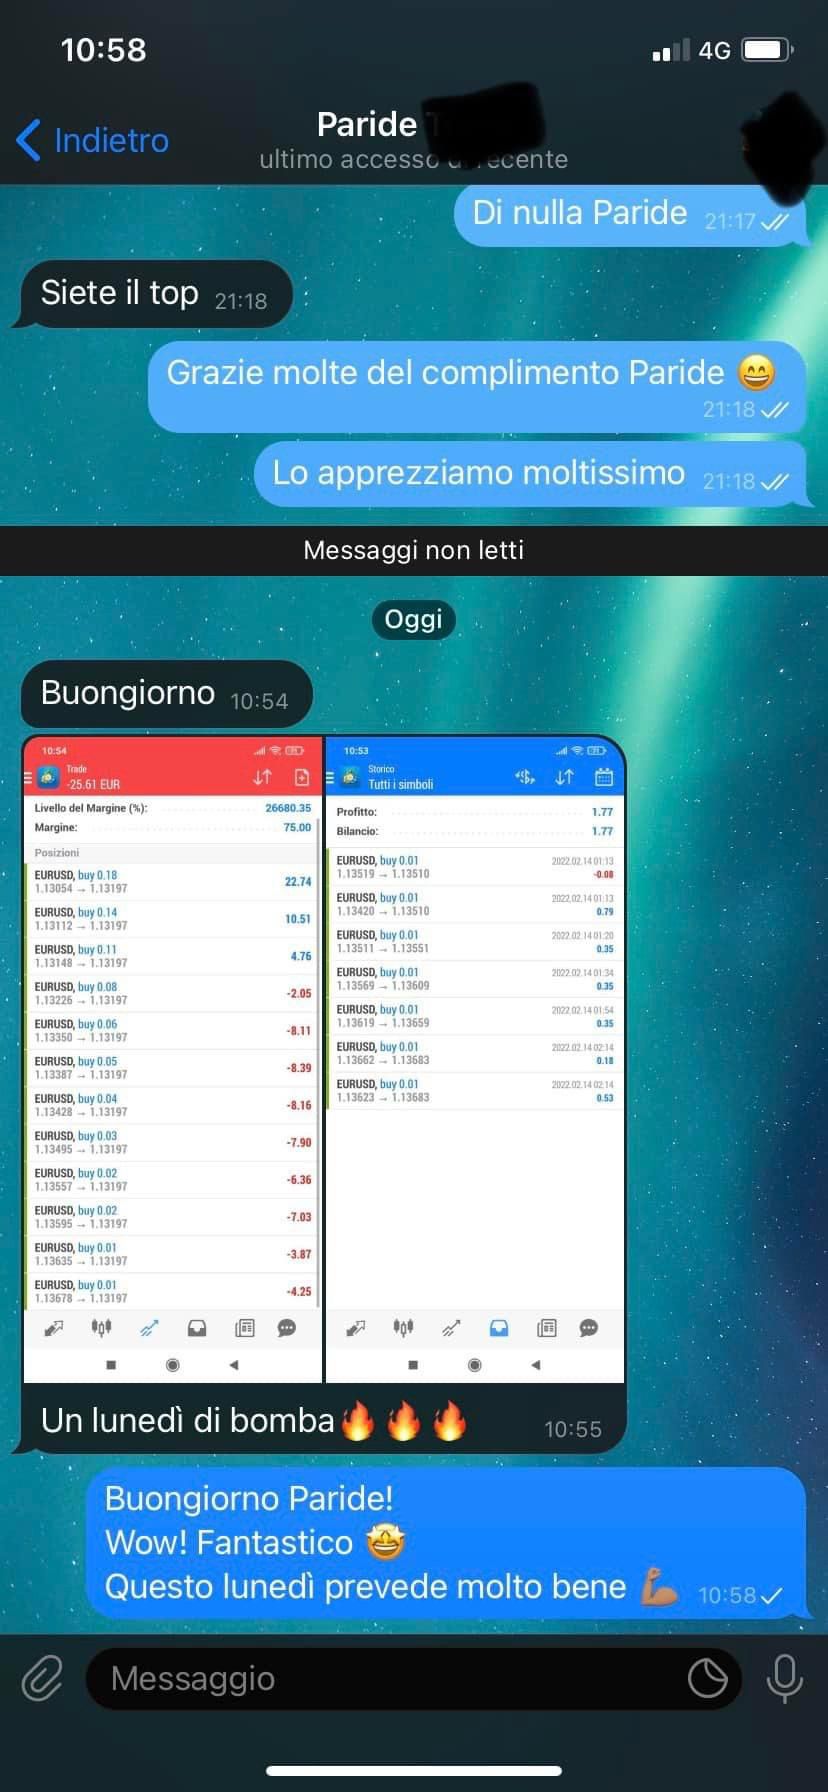 10:58
4G
Indietro
Paride
ultimo accesso di recente
Di nulla Paride 21:17
Siete il top 21:18
Grazie molte del complimento Paride 😄
21:18
Lo apprezziamo moltissimo 21:18
Messaggi non letti
Oggi
Buongiorno 10:54
10:54
Trade
-25.61 EUR
Livello del Margine (%): 26680.35
Margine: 75.00
Posizioni
EURUSD, buy 0.18
1.13054 → 1.13197 22.74
EURUSD, buy 0.14
1.13112 → 1.13197 10.51
EURUSD, buy 0.11
1.13148 → 1.13197 4.76
EURUSD, buy 0.08
1.13226 → 1.13197 -2.05
EURUSD, buy 0.06
1.13350 → 1.13197 -8.11
EURUSD, buy 0.05
1.13387 → 1.13197 -8.39
EURUSD, buy 0.04
1.13428 → 1.13197 -8.16
EURUSD, buy 0.03
1.13495 → 1.13197 -7.90
EURUSD, buy 0.02
1.13557 → 1.13197 -6.36
EURUSD, buy 0.02
1.13595 → 1.13197 -7.03
EURUSD, buy 0.01
1.13635 → 1.13197 -3.87
EURUSD, buy 0.01
1.13678 → 1.13197 -4.25
10:53
Storico
Tutti i simboli
Profitto: 1.77
Bilancio: 1.77
EURUSD, buy 0.01 2022.02.14 01:13
1.13519 → 1.13510 -0.08
EURUSD, buy 0.01 2022.02.14 01:13
1.13420 → 1.13510 0.79
EURUSD, buy 0.01 2022.02.14 01:20
1.13511 → 1.13551 0.35
EURUSD, buy 0.01 2022.02.14 01:34
1.13569 → 1.13609 0.35
EURUSD, buy 0.01 2022.02.14 01:54
1.13619 → 1.13659 0.35
EURUSD, buy 0.01 2022.02.14 02:14
1.13662 → 1.13683 0.18
EURUSD, buy 0.01 2022.02.14 02:14
1.13623 → 1.13683 0.53
Un lunedì di bomba🔥🔥🔥 10:55
Buongiorno Paride!
Wow! Fantastico 🤩
Questo lunedì prevede molto bene 💪🏽 10:58
Messaggio